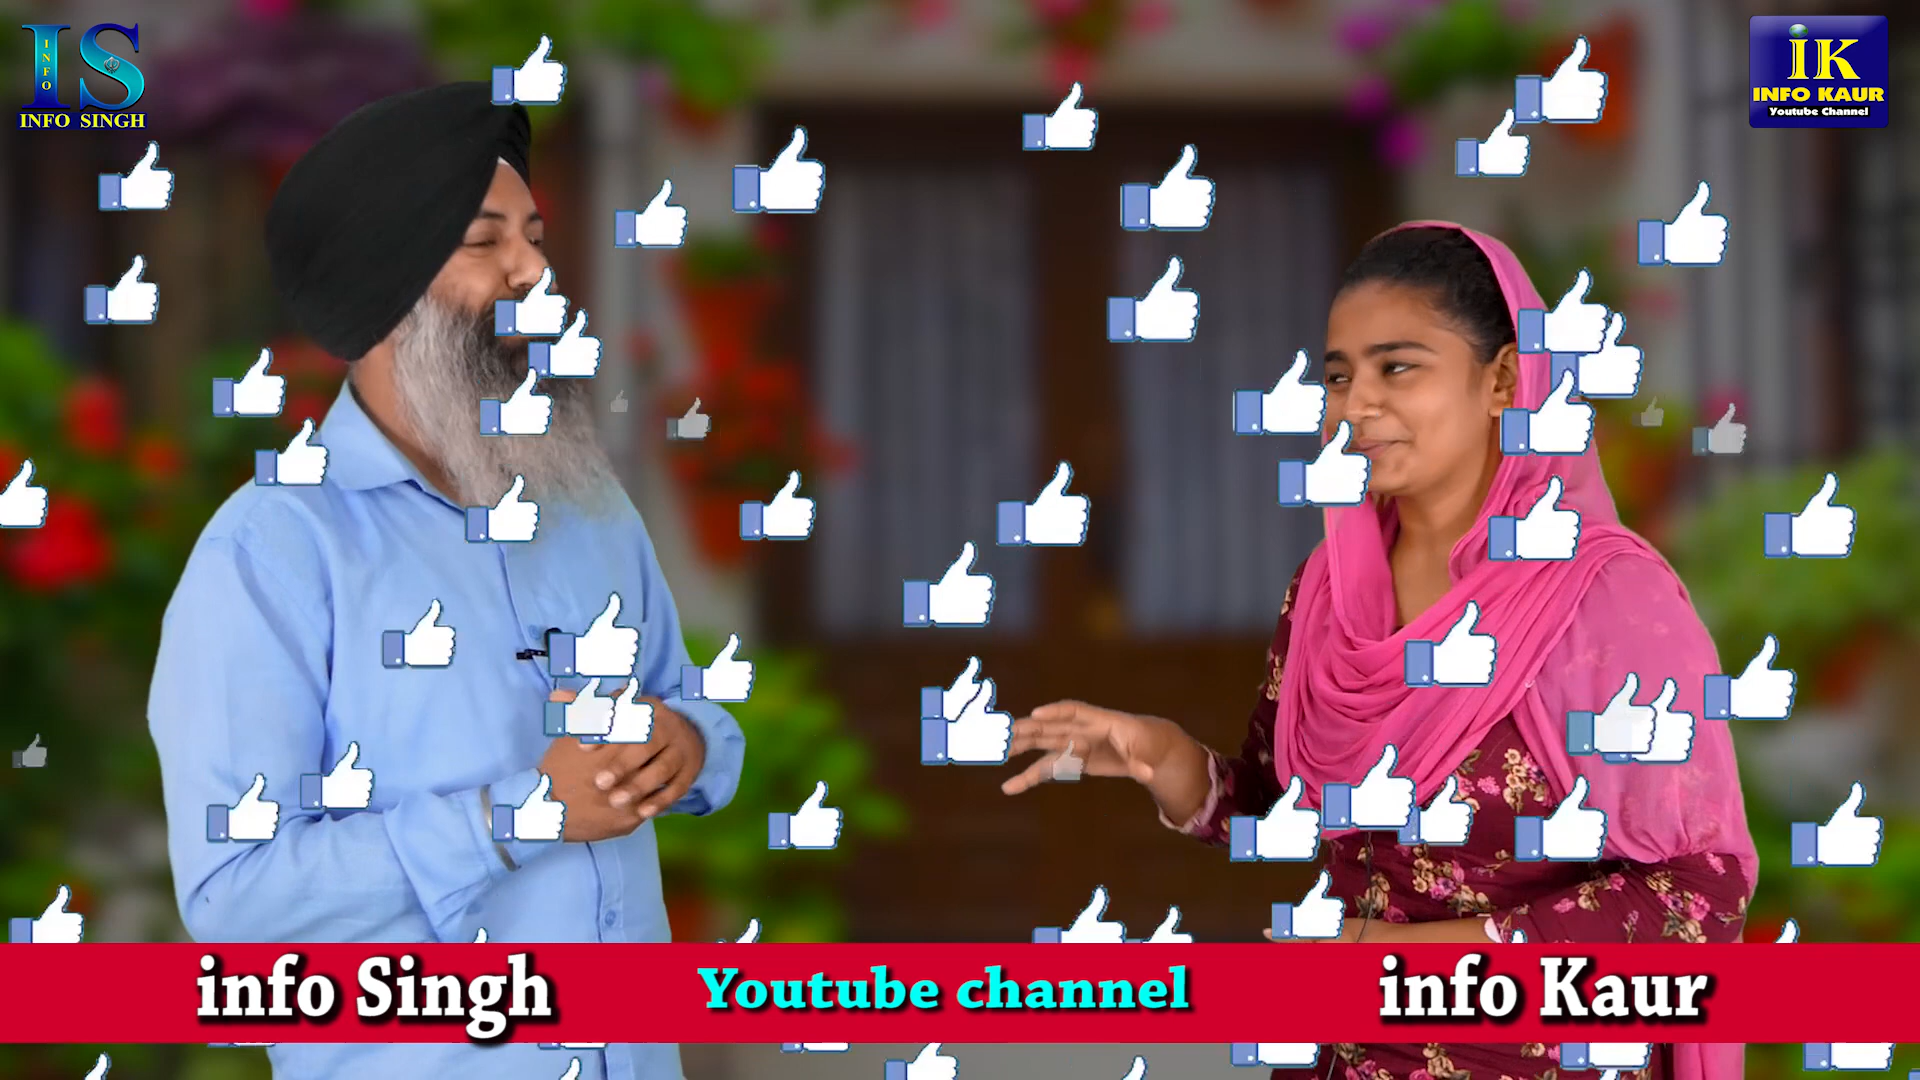 IS
INFO
INFO SINGH
iK
INFO KAUR
Youtube Channel
info Singh
Youtube channel
info Kaur